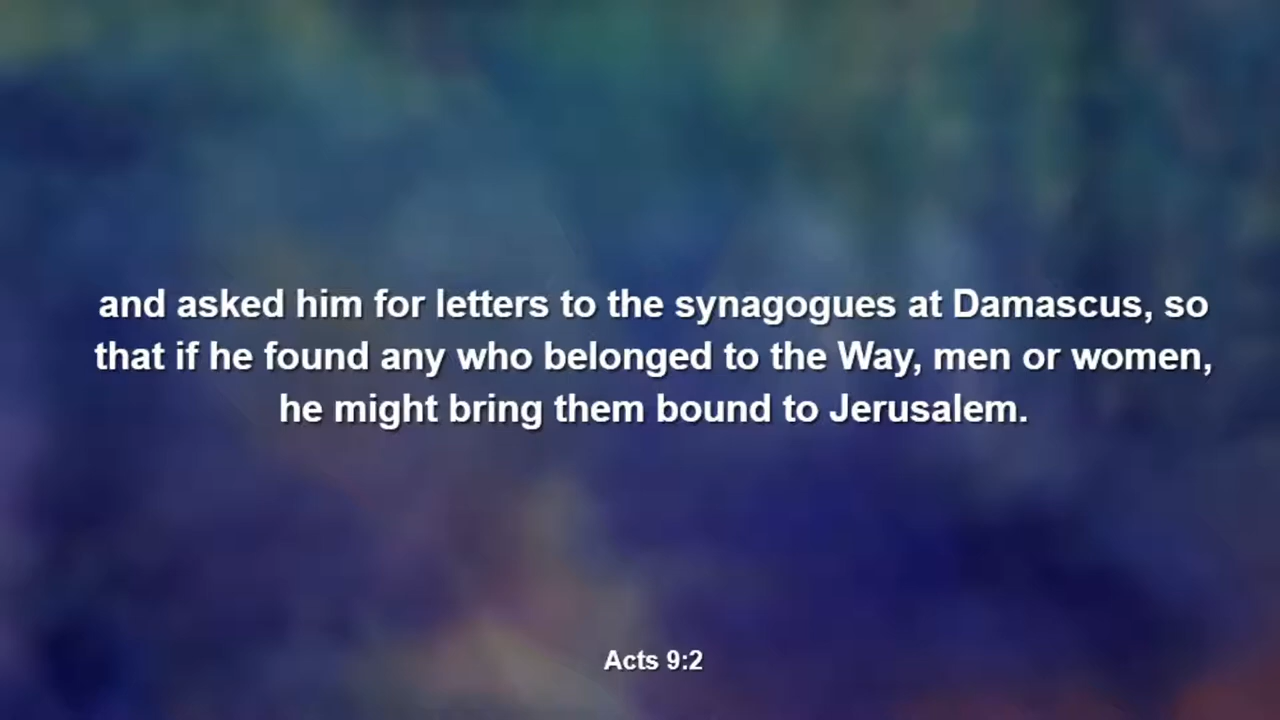 and asked him for letters to the synagogues at Damascus, so
that if he found any who belonged to the Way, men or women,
he might bring them bound to Jerusalem.
Acts 9:2